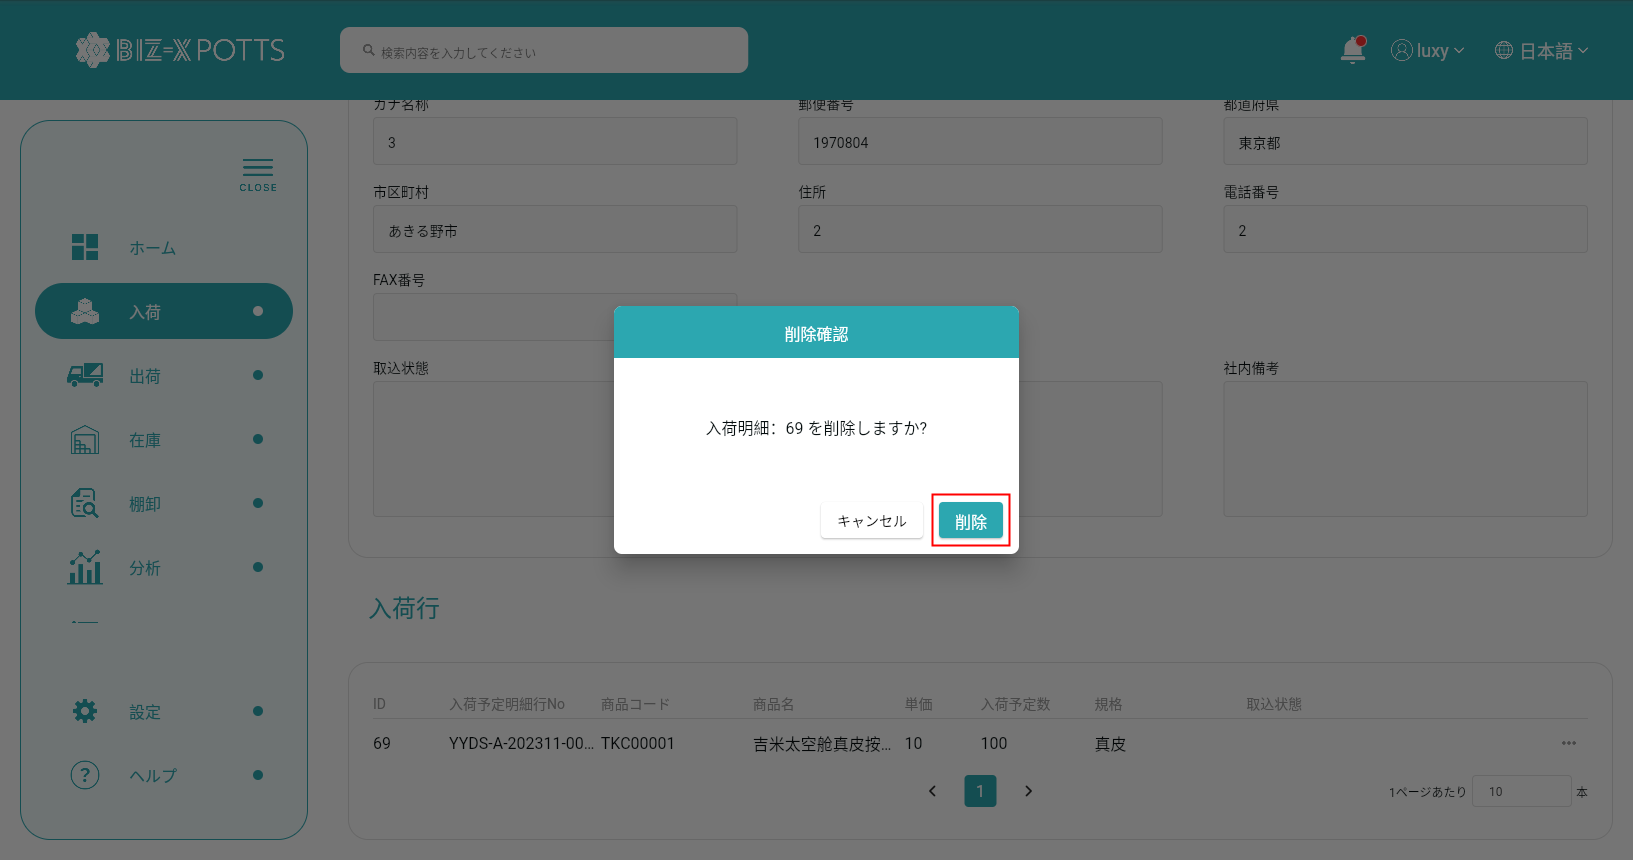 BIZ-X POTTS
検索内容を入力してください
luxy
日本語
CLOSE
ホーム
入荷
出荷
在庫
棚卸
分析
設定
? ヘルプ
カナ名称
郵便番号
都道府県
3
1970804
東京都
市区町村
住所
電話番号
あきる野市
2
2
FAX番号
取込状態
社内備考
削除確認
入荷明細：69 を削除しますか?
キャンセル
削除
入荷行
ID 入荷予定明細行No 商品コード 商品名 単価 入荷予定数 規格 取込状態
69 YYDS-A-202311-00... TKC00001 吉米太空舱真皮按... 10 100 真皮 ...
1
1ページあたり 10 本